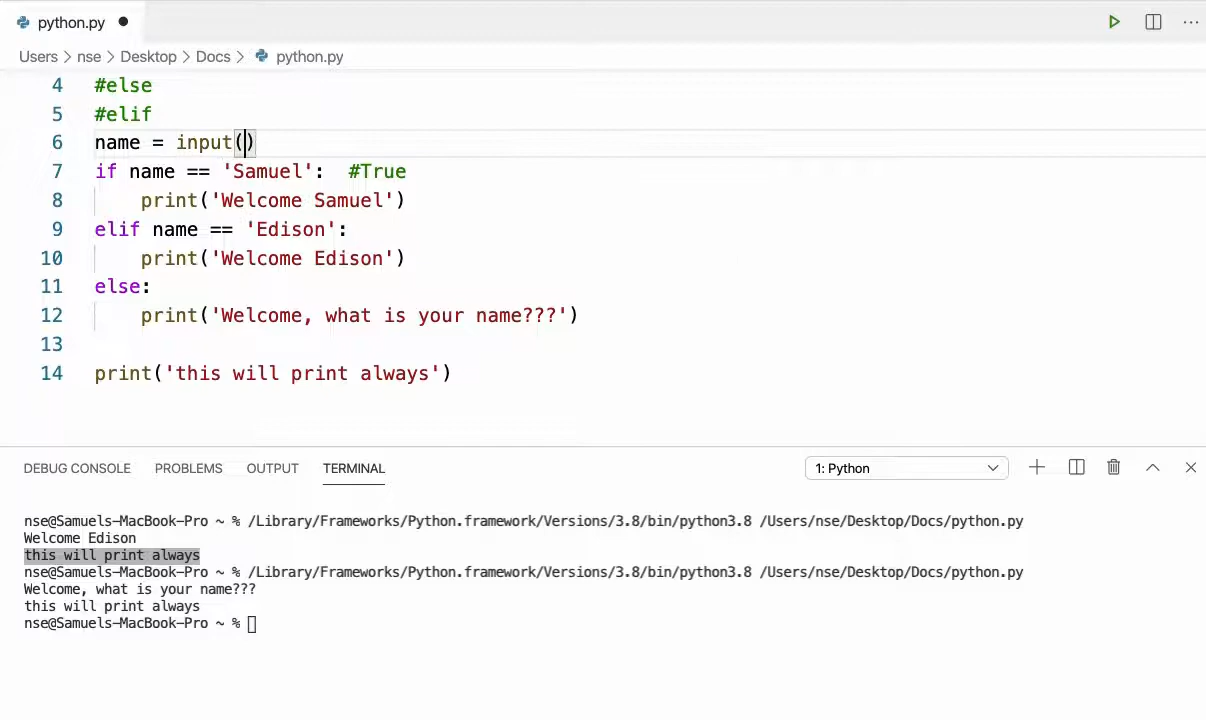 python.py ●
Users > nse > Desktop > Docs > python.py
4 #else
5 #elif
6 name = input()
7 if name == 'Samuel':  #True
8     print('Welcome Samuel')
9 elif name == 'Edison':
10     print('Welcome Edison')
11 else:
12     print('Welcome, what is your name???')
13
14 print('this will print always')
DEBUG CONSOLE PROBLEMS OUTPUT TERMINAL 1: Python
nse@Samuels-MacBook-Pro ~ % /Library/Frameworks/Python.framework/Versions/3.8/bin/python3.8 /Users/nse/Desktop/Docs/python.py
Welcome Edison
this will print always
nse@Samuels-MacBook-Pro ~ % /Library/Frameworks/Python.framework/Versions/3.8/bin/python3.8 /Users/nse/Desktop/Docs/python.py
Welcome, what is your name???
this will print always
nse@Samuels-MacBook-Pro ~ %